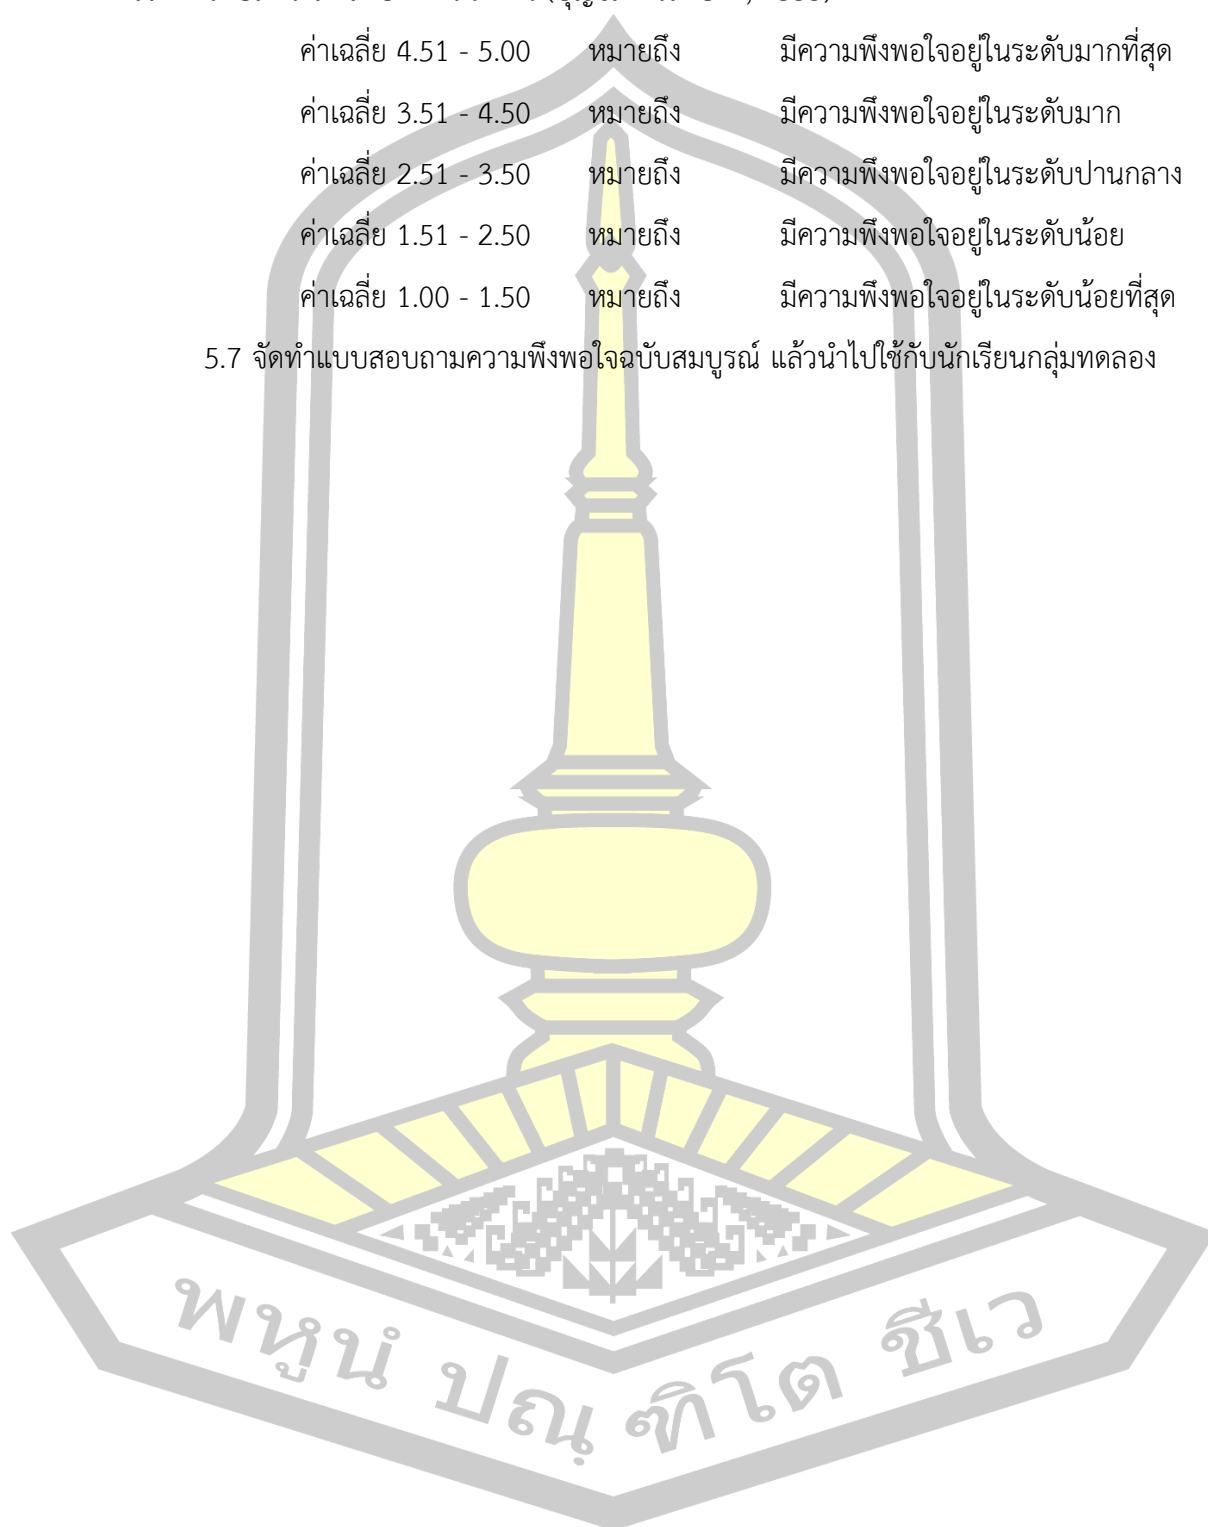 ค่าเฉลี่ย 4.51 - 5.00 หมายถึง มีความพึงพอใจอยู่ในระดับมากที่สุด
ค่าเฉลี่ย 3.51 - 4.50 หมายถึง มีความพึงพอใจอยู่ในระดับมาก
ค่าเฉลี่ย 2.51 - 3.50 หมายถึง มีความพึงพอใจอยู่ในระดับปานกลาง
ค่าเฉลี่ย 1.51 - 2.50 หมายถึง มีความพึงพอใจอยู่ในระดับน้อย
ค่าเฉลี่ย 1.00 - 1.50 หมายถึง มีความพึงพอใจอยู่ในระดับน้อยที่สุด
5.7 จัดทำแบบสอบถามความพึงพอใจฉบับสมบูรณ์ แล้วนำไปใช้กับนักเรียนกลุ่มทดลอง
พหูนํ ปณฺฑิโต ชีเว